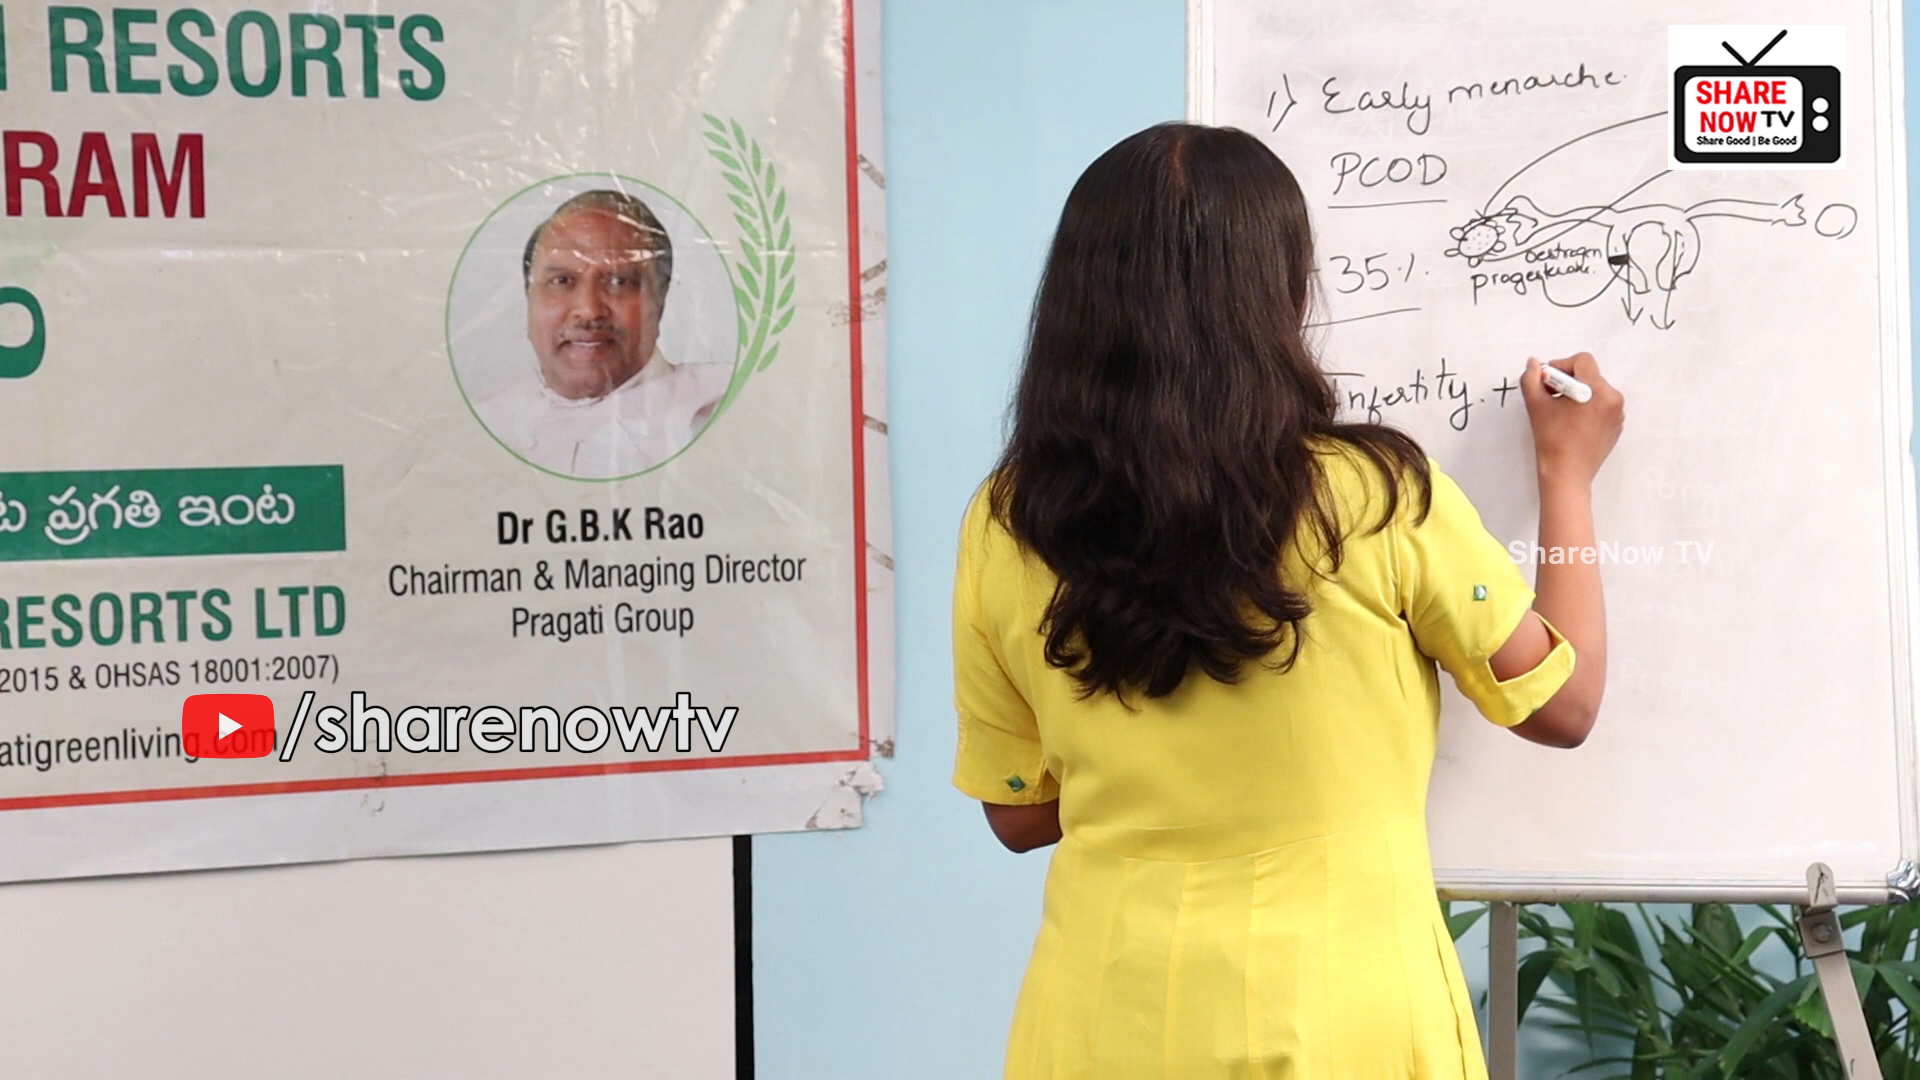 RESORTS
RAM
ట ప్రగతి ఇంట
RESORTS LTD
2015 & OHSAS 18001:2007)
atigreenliving.com
Dr G.B.K Rao
Chairman & Managing Director
Pragati Group
/sharenowtv
1) Early menarche.
PCOD
35%.
oestrogen
progesterone.
Infertity. +
SHARE
NOW TV
Share Good | Be Good
ShareNow TV